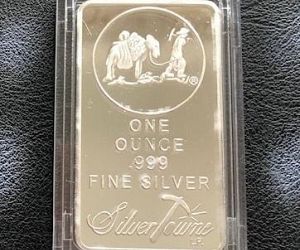 ®
ONE
OUNCE
.999
FINE SILVER
SilverTowne
L.P.